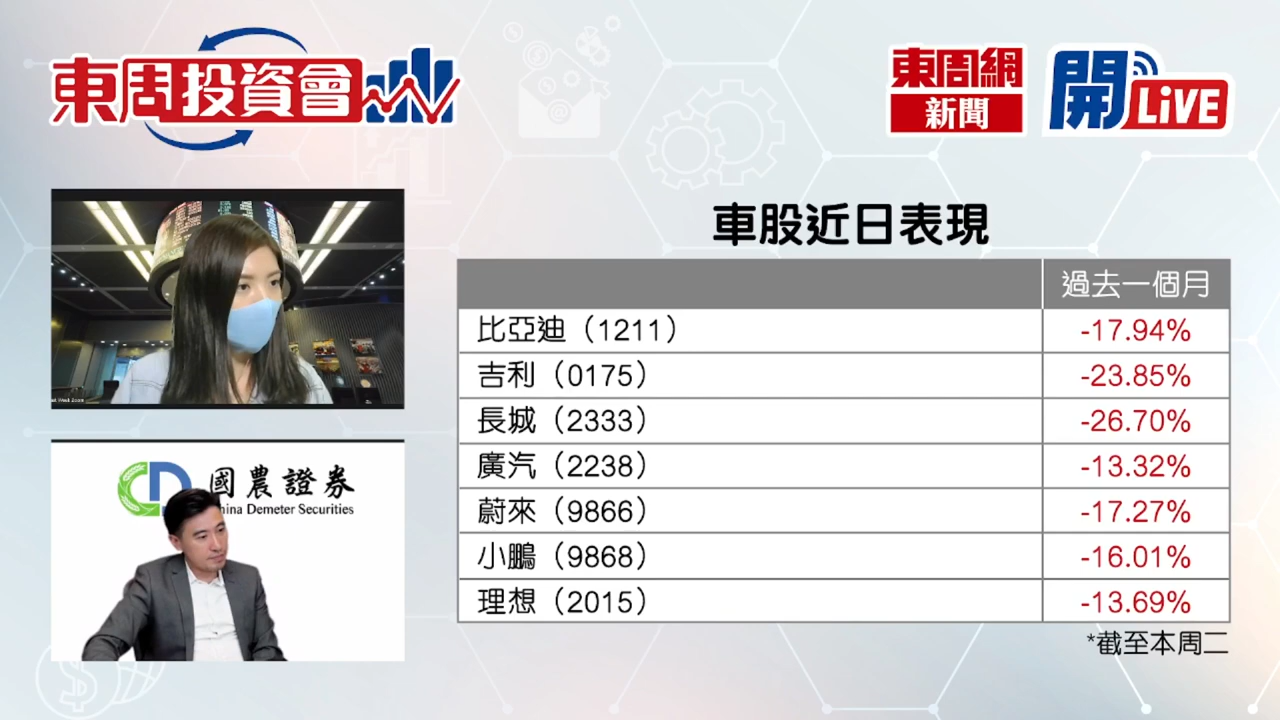 東周投資會
東周網
新聞
開 LiVE
車股近日表現
過去一個月
比亞迪（1211） -17.94%
吉利（0175） -23.85%
長城（2333） -26.70%
廣汽（2238） -13.32%
蔚來（9866） -17.27%
小鵬（9868） -16.01%
理想（2015） -13.69%
*截至本周二
國農證券
ina Demeter Securities